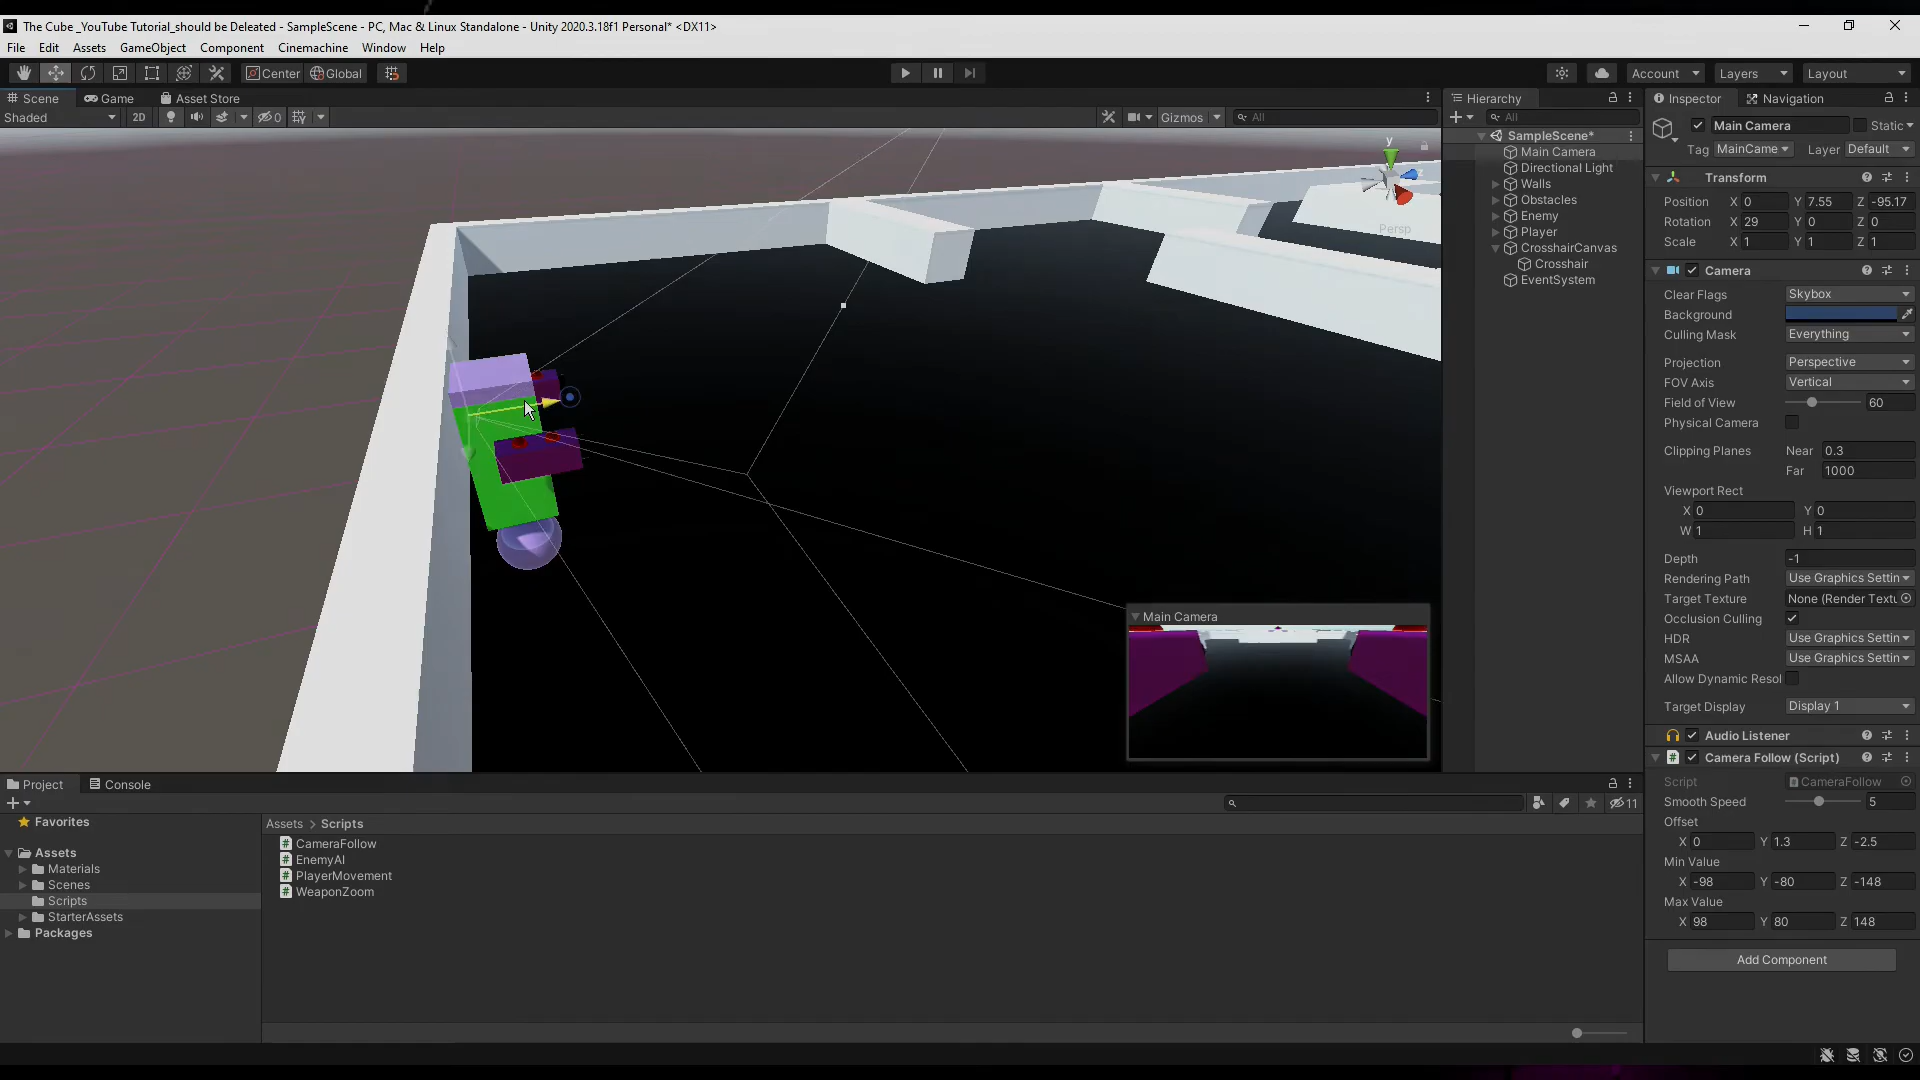 The Cube _YouTube Tutorial_should be Deleated - SampleScene - PC, Mac & Linux Standalone - Unity 2020.3.18f1 Personal* <DX11>
File Edit Assets GameObject Component Cinemachine Window Help
Center Global Account Layers Layout
Scene Game Asset Store
Shaded 2D 0 Gizmos All
y
Persp
Main Camera
Hierarchy
All
SampleScene*
Main Camera
Directional Light
Walls
Obstacles
Enemy
Player
CrosshairCanvas
Crosshair
EventSystem
Inspector Navigation
Main Camera Static
Tag MainCame Layer Default
Transform
Position X 0 Y 7.55 Z -95.17
Rotation X 29 Y 0 Z 0
Scale X 1 Y 1 Z 1
Camera
Clear Flags Skybox
Background
Culling Mask Everything
Projection Perspective
FOV Axis Vertical
Field of View 60
Physical Camera
Clipping Planes Near 0.3
Far 1000
Viewport Rect
X 0 Y 0
W 1 H 1
Depth -1
Rendering Path Use Graphics Settin
Target Texture None (Render Textu
Occlusion Culling
HDR Use Graphics Settin
MSAA Use Graphics Settin
Allow Dynamic Resol
Target Display Display 1
Audio Listener
Camera Follow (Script)
Script CameraFollow
Smooth Speed 5
Offset
X 0 Y 1.3 Z -2.5
Min Value
X -98 Y -80 Z -148
Max Value
X 98 Y 80 Z 148
Add Component
Project Console
11
Favorites
Assets
Materials
Scenes
Scripts
StarterAssets
Packages
Assets > Scripts
CameraFollow
EnemyAI
PlayerMovement
WeaponZoom